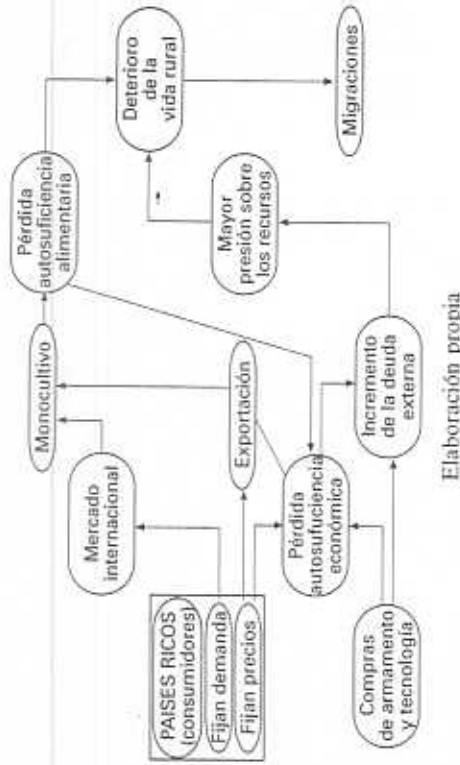 PAISES RICOS
(consumidores)
Fijan demanda
Fijan precios
Mercado
internacional
Monocultivo
Pérdida
autosuficiencia
alimentaria
Deterioro
de la
vida rural
Exportación
Pérdida
autosufuciencia
económica
Mayor
presión sobre
los recursos
Migraciones
Compras
de armamento
y tecnología
Incremento
de la deuda
externa
Elaboración propia